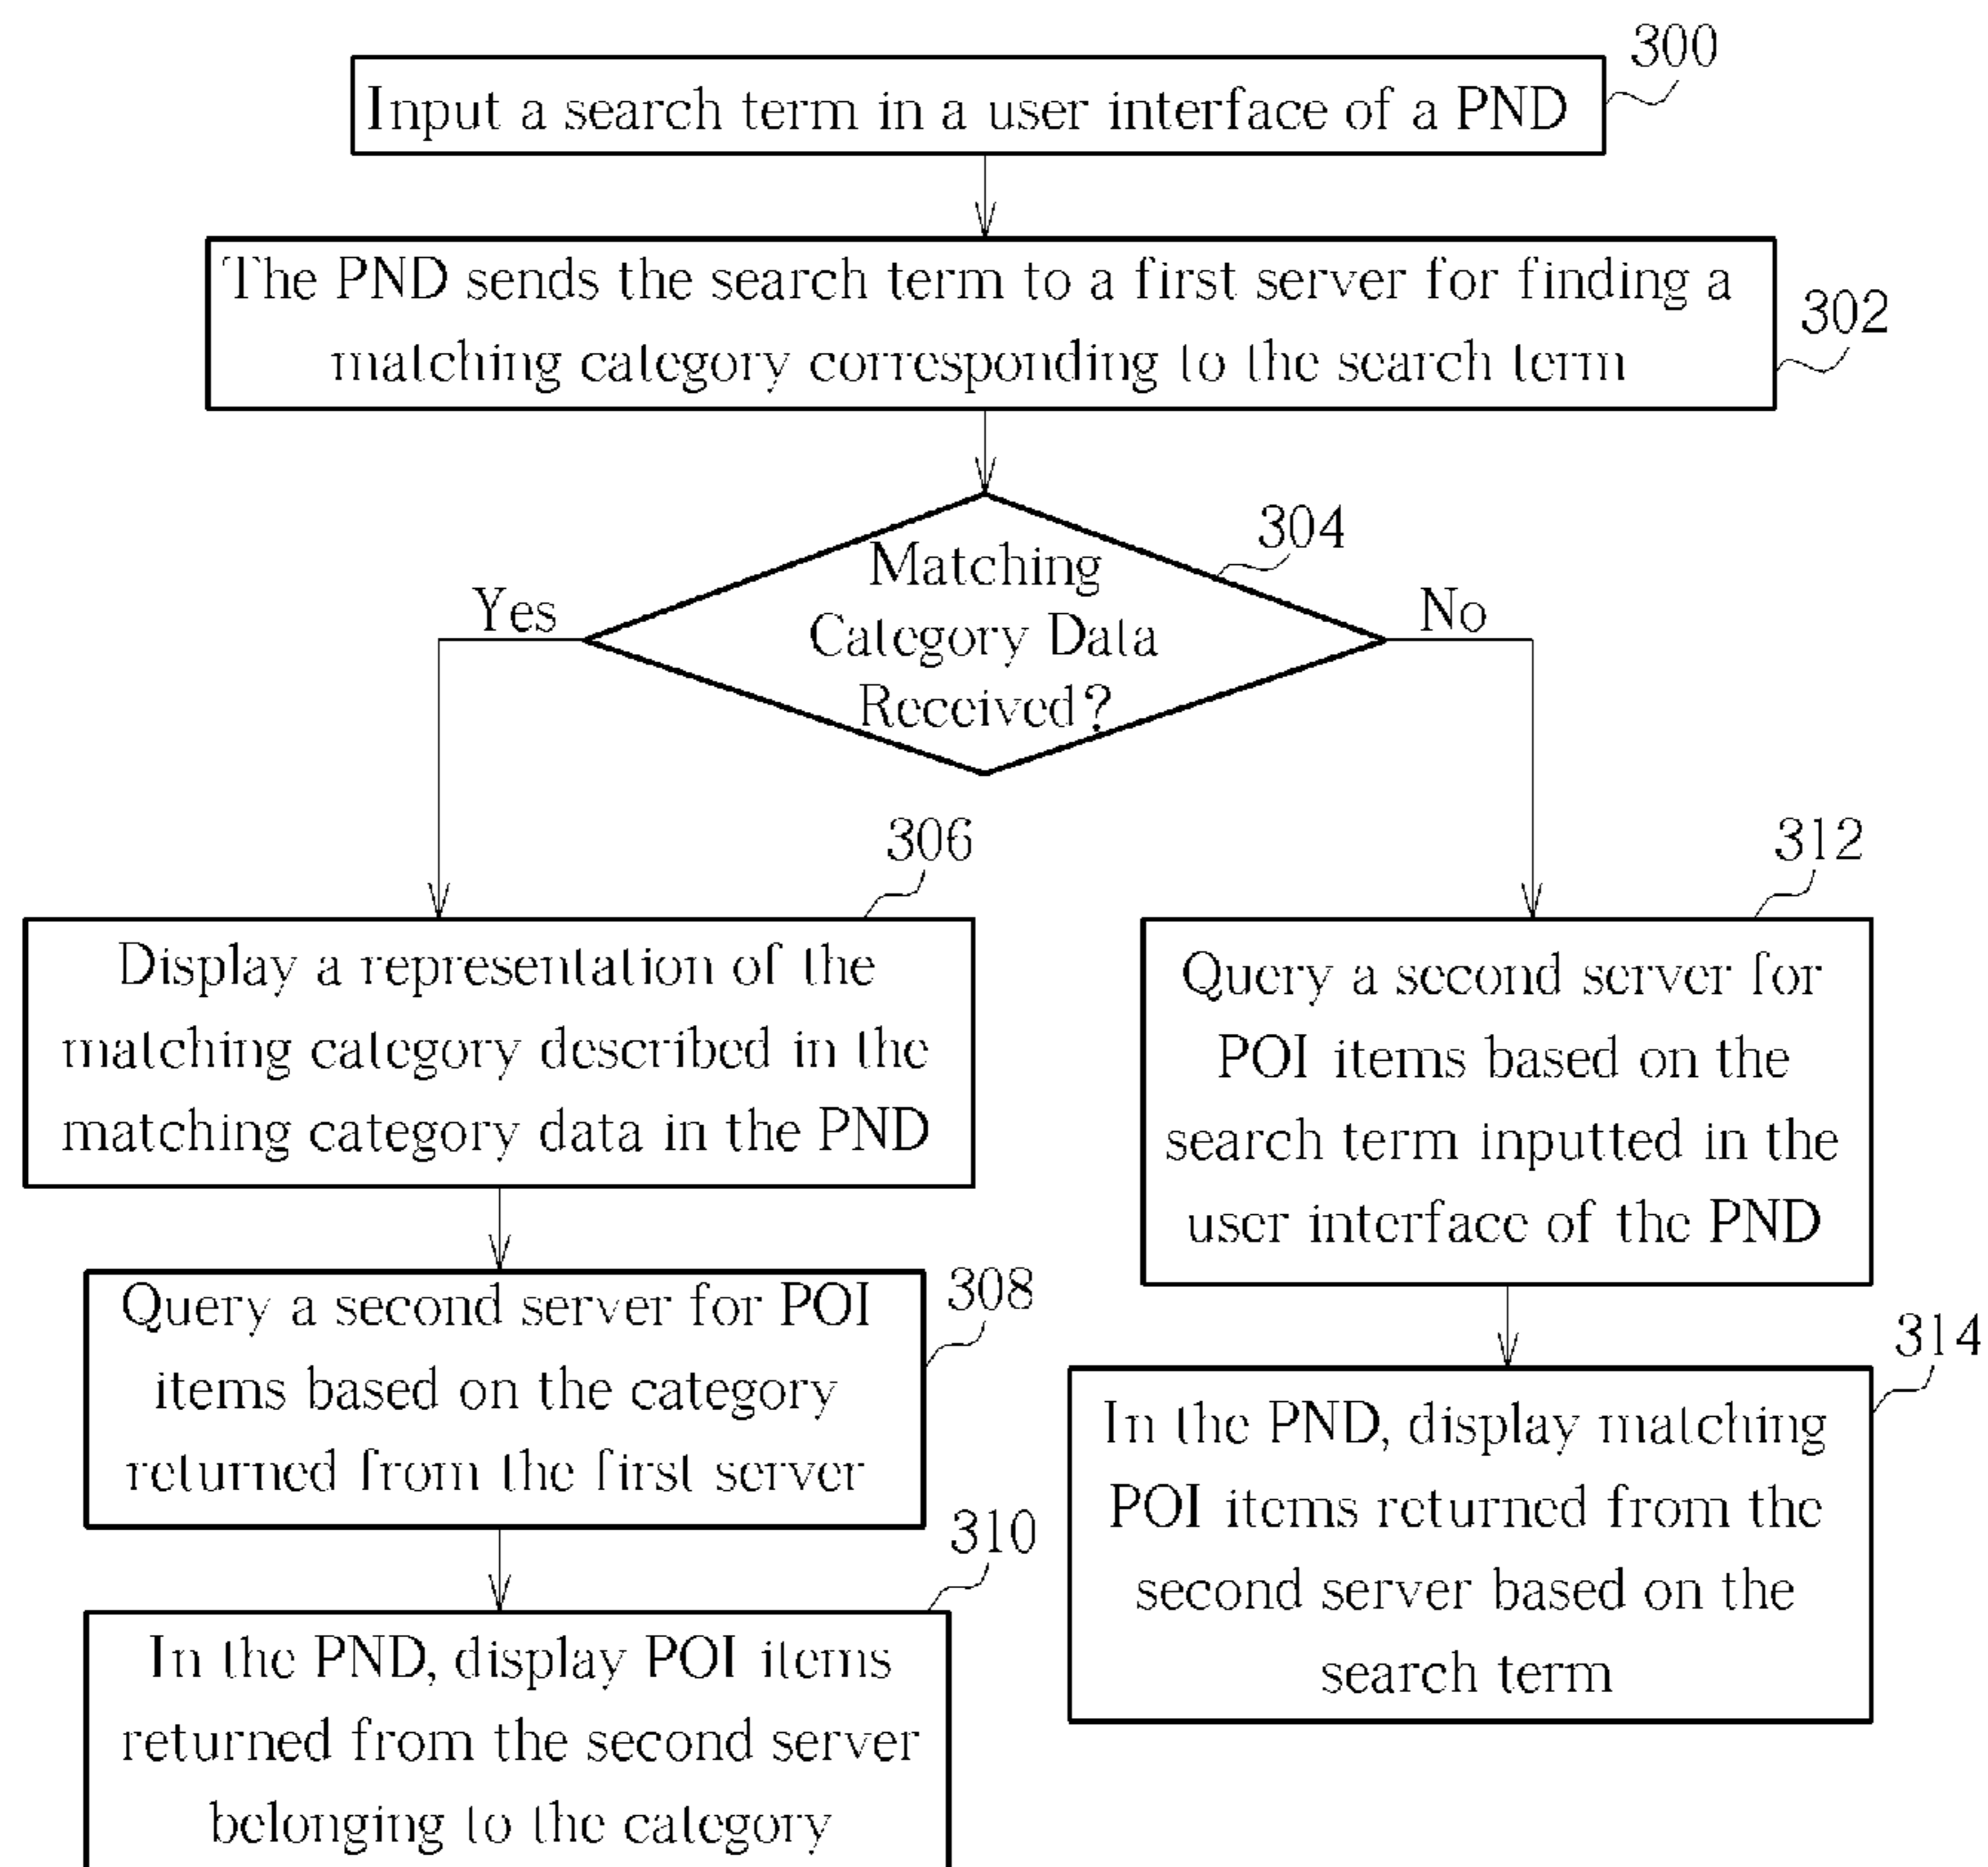 300
Input a search term in a user interface of a PND
The PND sends the search term to a first server for finding a
matching category corresponding to the search term
302
304
Matching
Category Data
Received?
Yes
No
306
Display a representation of the
matching category described in the
matching category data in the PND
308
Query a second server for POI
items based on the category
returned from the first server
310
In the PND, display POI items
returned from the second server
belonging to the category
312
Query a second server for
POI items based on the
search term inputted in the
user interface of the PND
314
In the PND, display matching
POI items returned from the
second server based on the
search term